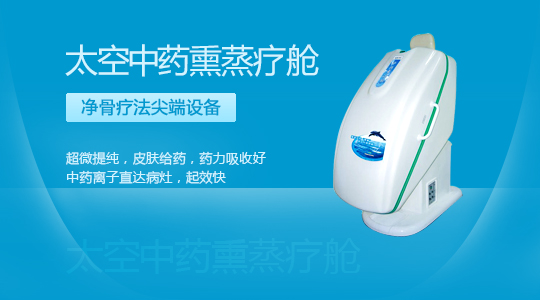 太空中药熏蒸疗舱
净骨疗法尖端设备
超微提纯，皮肤给药，药力吸收好
中药离子直达病灶，起效快
太空中药熏蒸疗舱